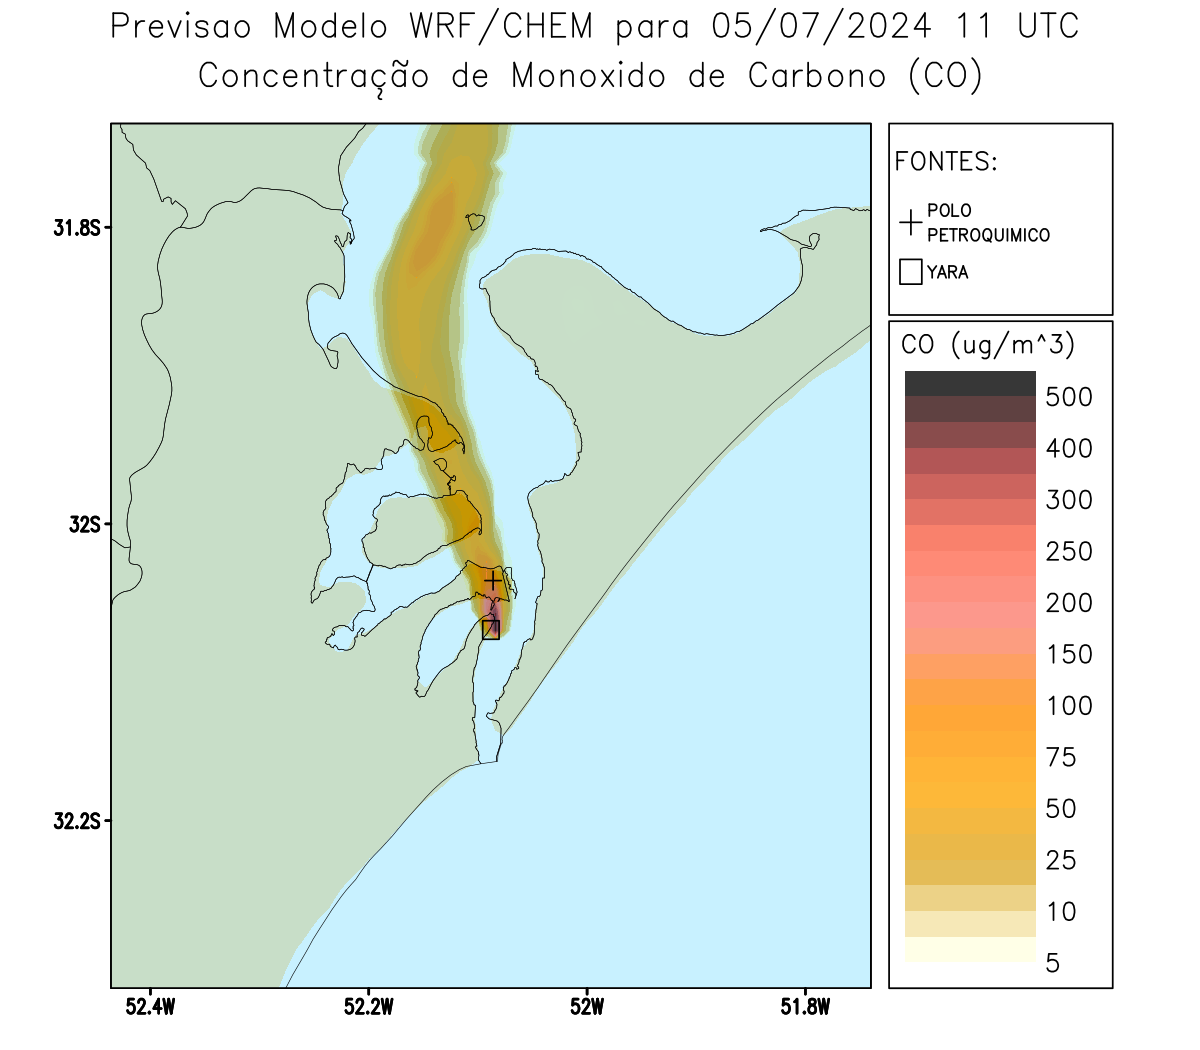 Previsao Modelo WRF/CHEM para 05/07/2024 11 UTC
Concentração de Monoxido de Carbono (CO)
FONTES:
POLO
PETROQUIMICO
YARA
CO (ug/m^3)
500
400
300
250
200
150
100
75
50
25
10
5
31.8S
32S
32.2S
52.4W
52.2W
52W
51.8W